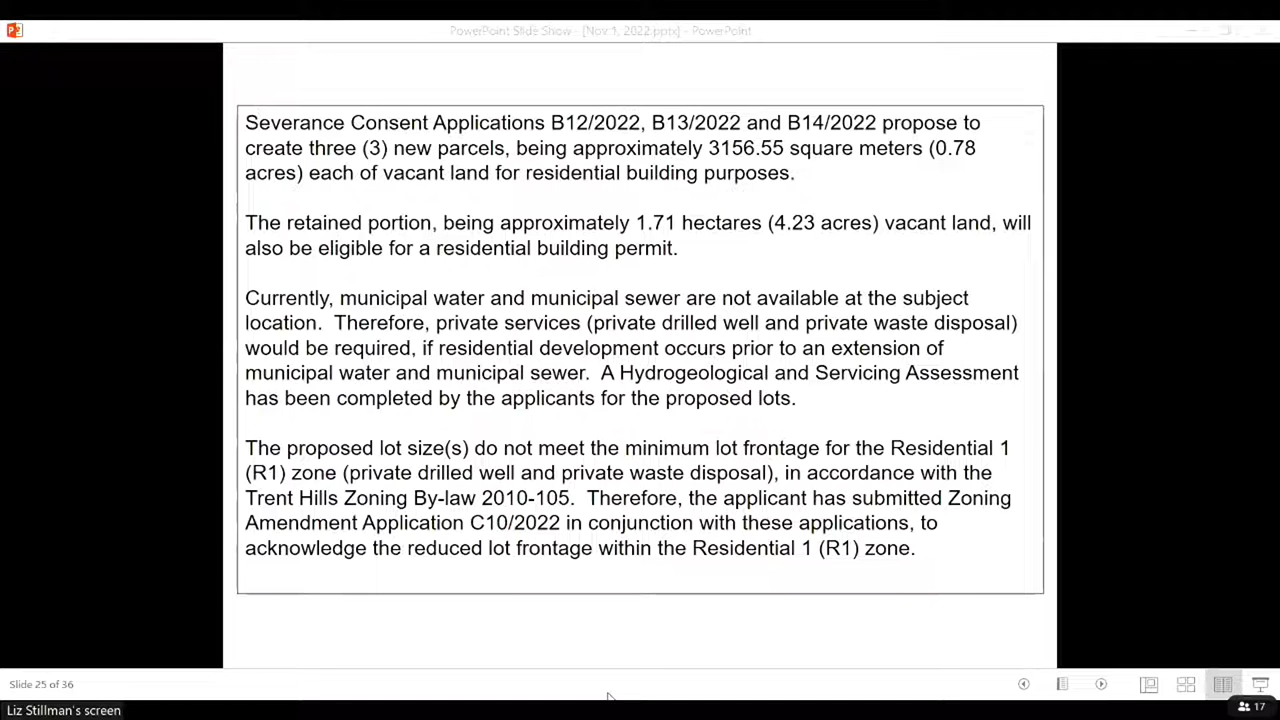 PowerPoint Slide Show - [Nov 1, 2022.pptx] - PowerPoint
Severance Consent Applications B12/2022, B13/2022 and B14/2022 propose to
create three (3) new parcels, being approximately 3156.55 square meters (0.78
acres) each of vacant land for residential building purposes.
The retained portion, being approximately 1.71 hectares (4.23 acres) vacant land, will
also be eligible for a residential building permit.
Currently, municipal water and municipal sewer are not available at the subject
location.  Therefore, private services (private drilled well and private waste disposal)
would be required, if residential development occurs prior to an extension of
municipal water and municipal sewer.  A Hydrogeological and Servicing Assessment
has been completed by the applicants for the proposed lots.
The proposed lot size(s) do not meet the minimum lot frontage for the Residential 1
(R1) zone (private drilled well and private waste disposal), in accordance with the
Trent Hills Zoning By-law 2010-105.  Therefore, the applicant has submitted Zoning
Amendment Application C10/2022 in conjunction with these applications, to
acknowledge the reduced lot frontage within the Residential 1 (R1) zone.
Slide 25 of 36
Liz Stillman's screen
17